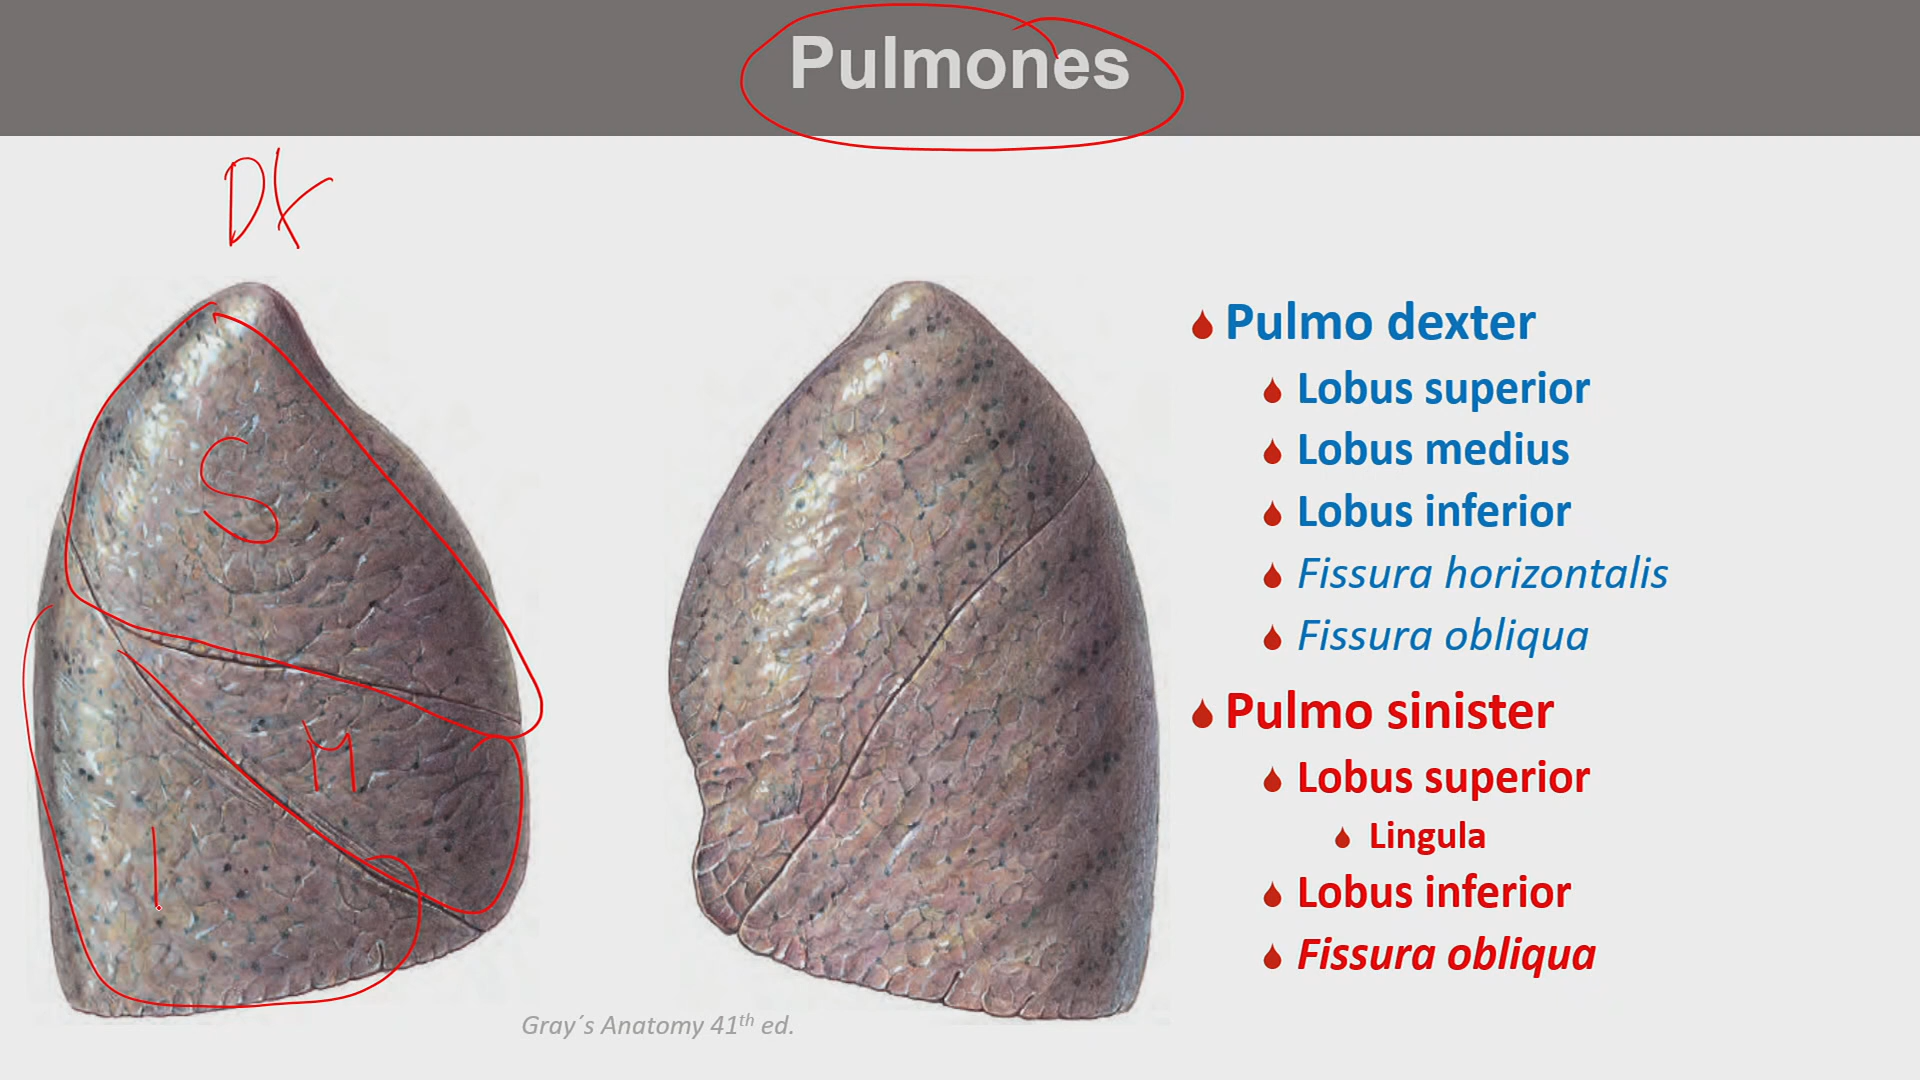 Pulmones
Dx
S
M
I
Pulmo dexter
Lobus superior
Lobus medius
Lobus inferior
Fissura horizontalis
Fissura obliqua
Pulmo sinister
Lobus superior
Lingula
Lobus inferior
Fissura obliqua
Gray´s Anatomy 41th ed.